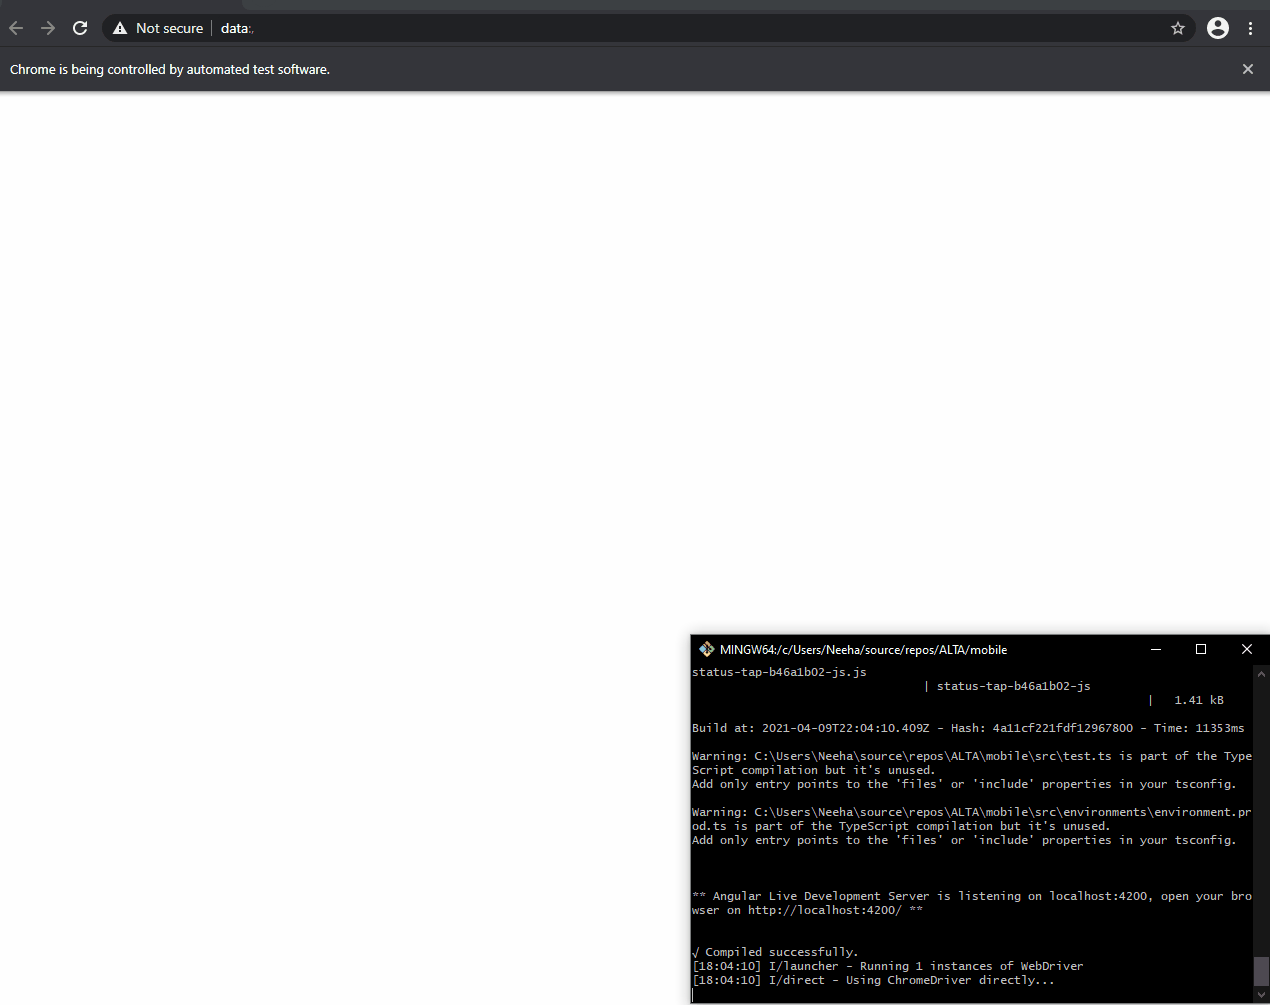 Not secure | data:,
Chrome is being controlled by automated test software.
MINGW64:/c/Users/Neeha/source/repos/ALTA/mobile
status-tap-b46a1b02-js.js
| status-tap-b46a1b02-js
| 1.41 kB
Build at: 2021-04-09T22:04:10.409Z - Hash: 4a11cf221fdf12967800 - Time: 11353ms
Warning: C:\Users\Neeha\source\repos\ALTA\mobile\src\test.ts is part of the Type
Script compilation but it's unused.
Add only entry points to the 'files' or 'include' properties in your tsconfig.
Warning: C:\Users\Neeha\source\repos\ALTA\mobile\src\environments\environment.pr
od.ts is part of the TypeScript compilation but it's unused.
Add only entry points to the 'files' or 'include' properties in your tsconfig.
** Angular Live Development Server is listening on localhost:4200, open your bro
wser on http://localhost:4200/ **
√ Compiled successfully.
[18:04:10] I/launcher - Running 1 instances of WebDriver
[18:04:10] I/direct - Using ChromeDriver directly...